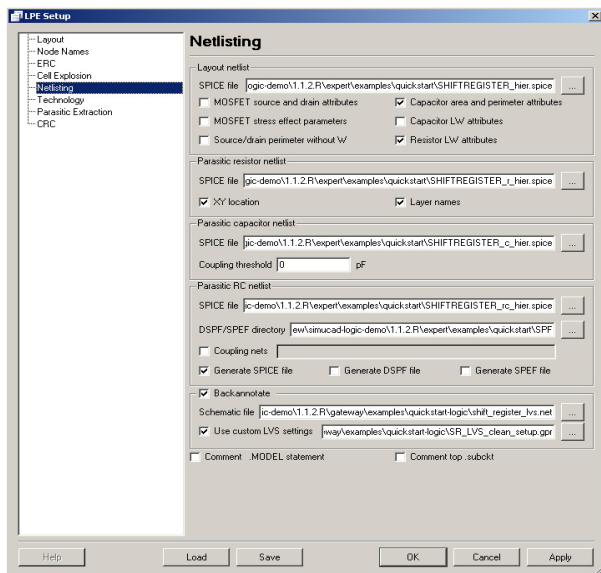 LPE Setup
Layout
Node Names
ERC
Cell Explosion
Netlisting
Technology
Parasitic Extraction
CRC
Netlisting
Layout netlist
SPICE file ogic-demo\1.1.2.R\expert\examples\quickstart\SHIFTREGISTER_hier.spice ...
MOSFET source and drain attributes Capacitor area and perimeter attributes
MOSFET stress effect parameters Capacitor LW attributes
Source/drain perimeter without W Resistor LW attributes
Parasitic resistor netlist
SPICE file gic-demo\1.1.2.R\expert\examples\quickstart\SHIFTREGISTER_r_hier.spice ...
XY location Layer names
Parasitic capacitor netlist
SPICE file gic-demo\1.1.2.R\expert\examples\quickstart\SHIFTREGISTER_c_hier.spice ...
Coupling threshold 0 pF
Parasitic RC netlist
SPICE file ic-demo\1.1.2.R\expert\examples\quickstart\SHIFTREGISTER_rc_hier.spice ...
DSPF/SPEF directory ew\simucad-logic-demo\1.1.2.R\expert\examples\quickstart\SPF ...
Coupling nets
Generate SPICE file Generate DSPF file Generate SPEF file
Backannotate
Schematic file ic-demo\1.1.2.R\gateway\examples\quickstart-logic\shift_register_lvs.net ...
Use custom LVS settings way\examples\quickstart-logic\SR_LVS_clean_setup.gpr ...
Comment .MODEL statement Comment top .subckt
Help Load Save OK Cancel Apply